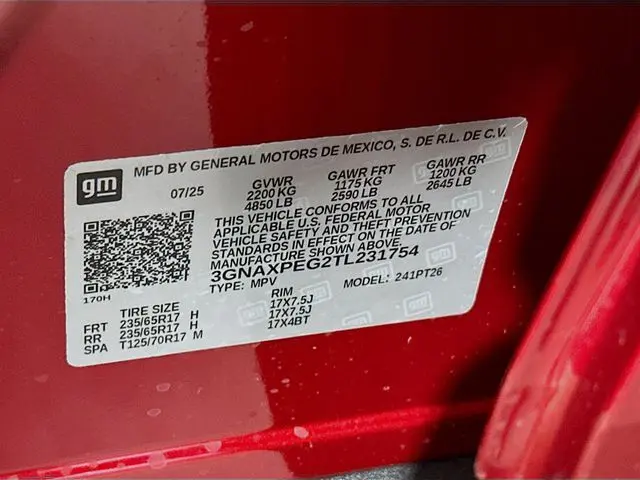 gm
MFD BY GENERAL MOTORS DE MEXICO, S. DE R.L. DE C.V.
07/25
GVWR GAWR FRT GAWR RR
2200 KG 1175 KG 1200 KG
4850 LB 2590 LB 2645 LB
THIS VEHICLE CONFORMS TO ALL
APPLICABLE U.S. FEDERAL MOTOR
VEHICLE SAFETY AND THEFT PREVENTION
STANDARDS IN EFFECT ON THE DATE OF
MANUFACTURE SHOWN ABOVE.
3GNAXPEG2TL231754
TYPE: MPV MODEL: 241PT26
170H
TIRE SIZE RIM
FRT 235/65R17 H 17X7.5J
RR 235/65R17 H 17X7.5J
SPA T125/70R17 M 17X4BT